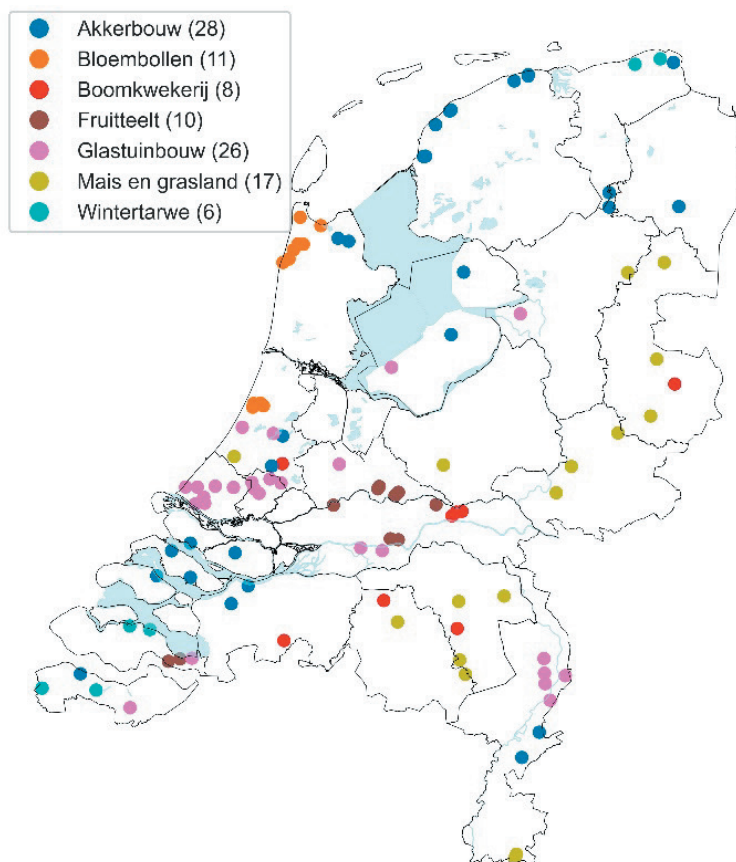 Akkerbouw (28)
Bloembollen (11)
Boomkwekerij (8)
Fruitteelt (10)
Glastuinbouw (26)
Mais en grasland (17)
Wintertarwe (6)